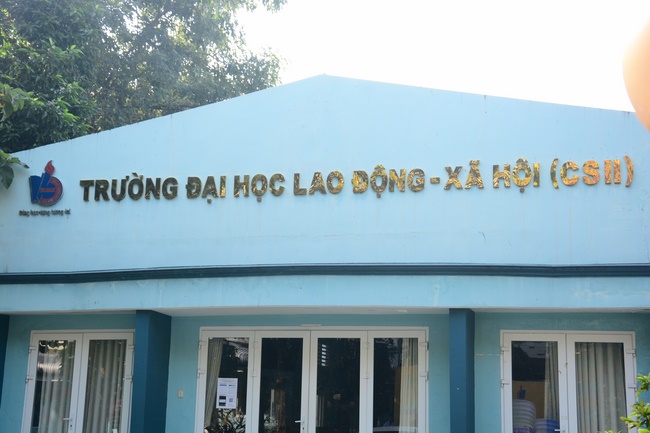 TRƯỜNG ĐẠI HỌC LAO ĐỘNG - XÃ HỘI (CSII)